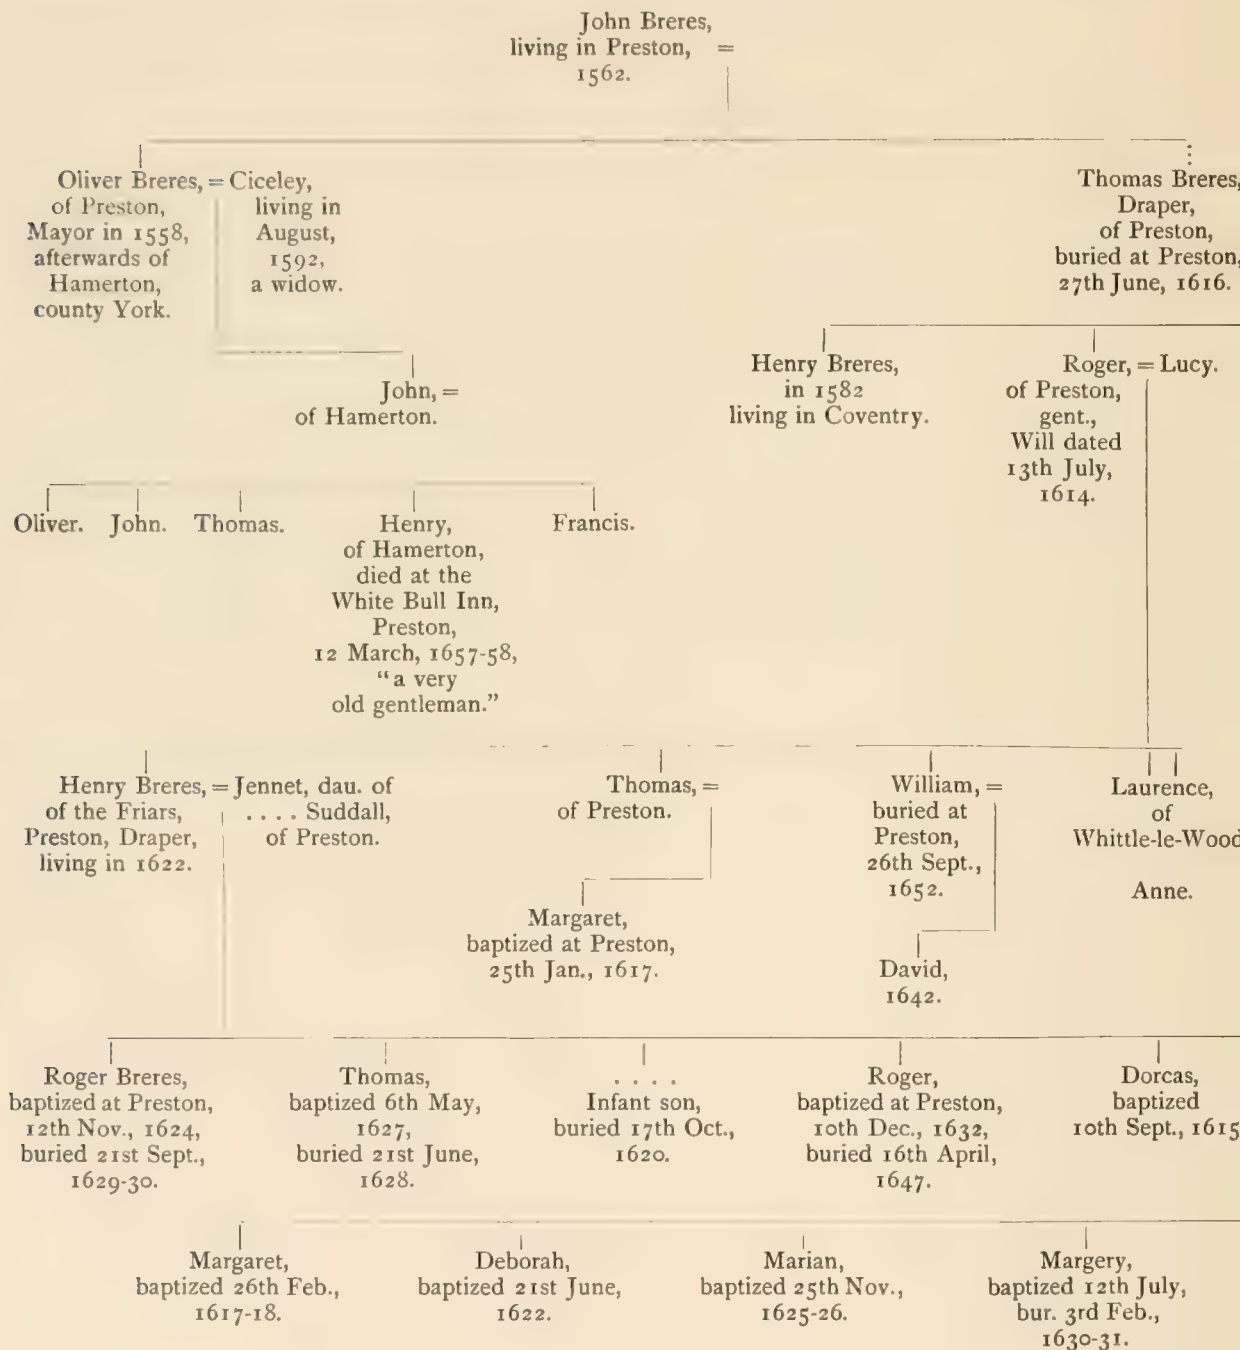 John Breres,
living in Preston, =
1562.
Oliver Breres, = Ciceley,
of Preston, living in
Mayor in 1558, August,
afterwards of 1592,
Hamerton, a widow.
county York.
Thomas Breres,
Draper,
of Preston,
buried at Preston,
27th June, 1616.
John, =
of Hamerton.
Henry Breres,
in 1582
living in Coventry.
Roger, = Lucy.
of Preston,
gent.,
Will dated
13th July,
1614.
Oliver. John. Thomas.
Henry,
of Hamerton,
died at the
White Bull Inn,
Preston,
12 March, 1657-58,
"a very
old gentleman."
Francis.
Henry Breres, = Jennet, dau. of
of the Friars, .... Suddall,
Preston, Draper, of Preston.
living in 1622.
Thomas, =
of Preston.
William, =
buried at
Preston,
26th Sept.,
1652.
Laurence,
of
Whittle-le-Wood
Anne.
Margaret,
baptized at Preston,
25th Jan., 1617.
David,
1642.
Roger Breres,
baptized at Preston,
12th Nov., 1624,
buried 21st Sept.,
1629-30.
Thomas,
baptized 6th May,
1627,
buried 21st June,
1628.
....
Infant son,
buried 17th Oct.,
1620.
Roger,
baptized at Preston,
10th Dec., 1632,
buried 16th April,
1647.
Dorcas,
baptized
10th Sept., 1615
Margaret,
baptized 26th Feb.,
1617-18.
Deborah,
baptized 21st June,
1622.
Marian,
baptized 25th Nov.,
1625-26.
Margery,
baptized 12th July,
bur. 3rd Feb.,
1630-31.